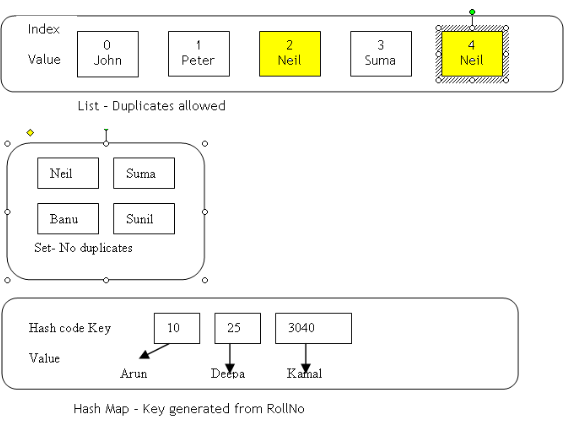 Index
0 1 2 3 4
Value John Peter Neil Suma Neil
List - Duplicates allowed
Neil Suma
Banu Sunil
Set- No duplicates
Hash code Key 10 25 3040
Value
Arun Deepa Kamal
Hash Map - Key generated from RollNo